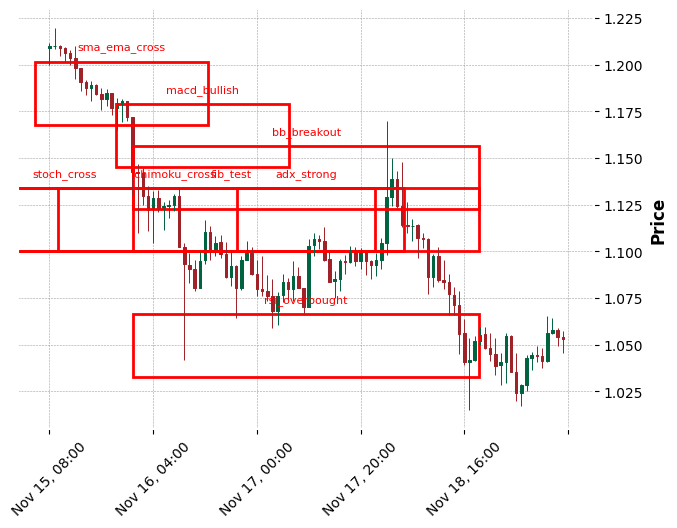 1.225
sma_ema_cross
1.200
macd_bullish
1.175
bb_breakout
1.150
stoch_cross
ichimoku_cross
fib_test
adx_strong
1.125
Price
1.100
rsi_overbought
1.075
1.050
1.025
Nov 15, 08:00
Nov 16, 04:00
Nov 17, 00:00
Nov 17, 20:00
Nov 18, 16:00